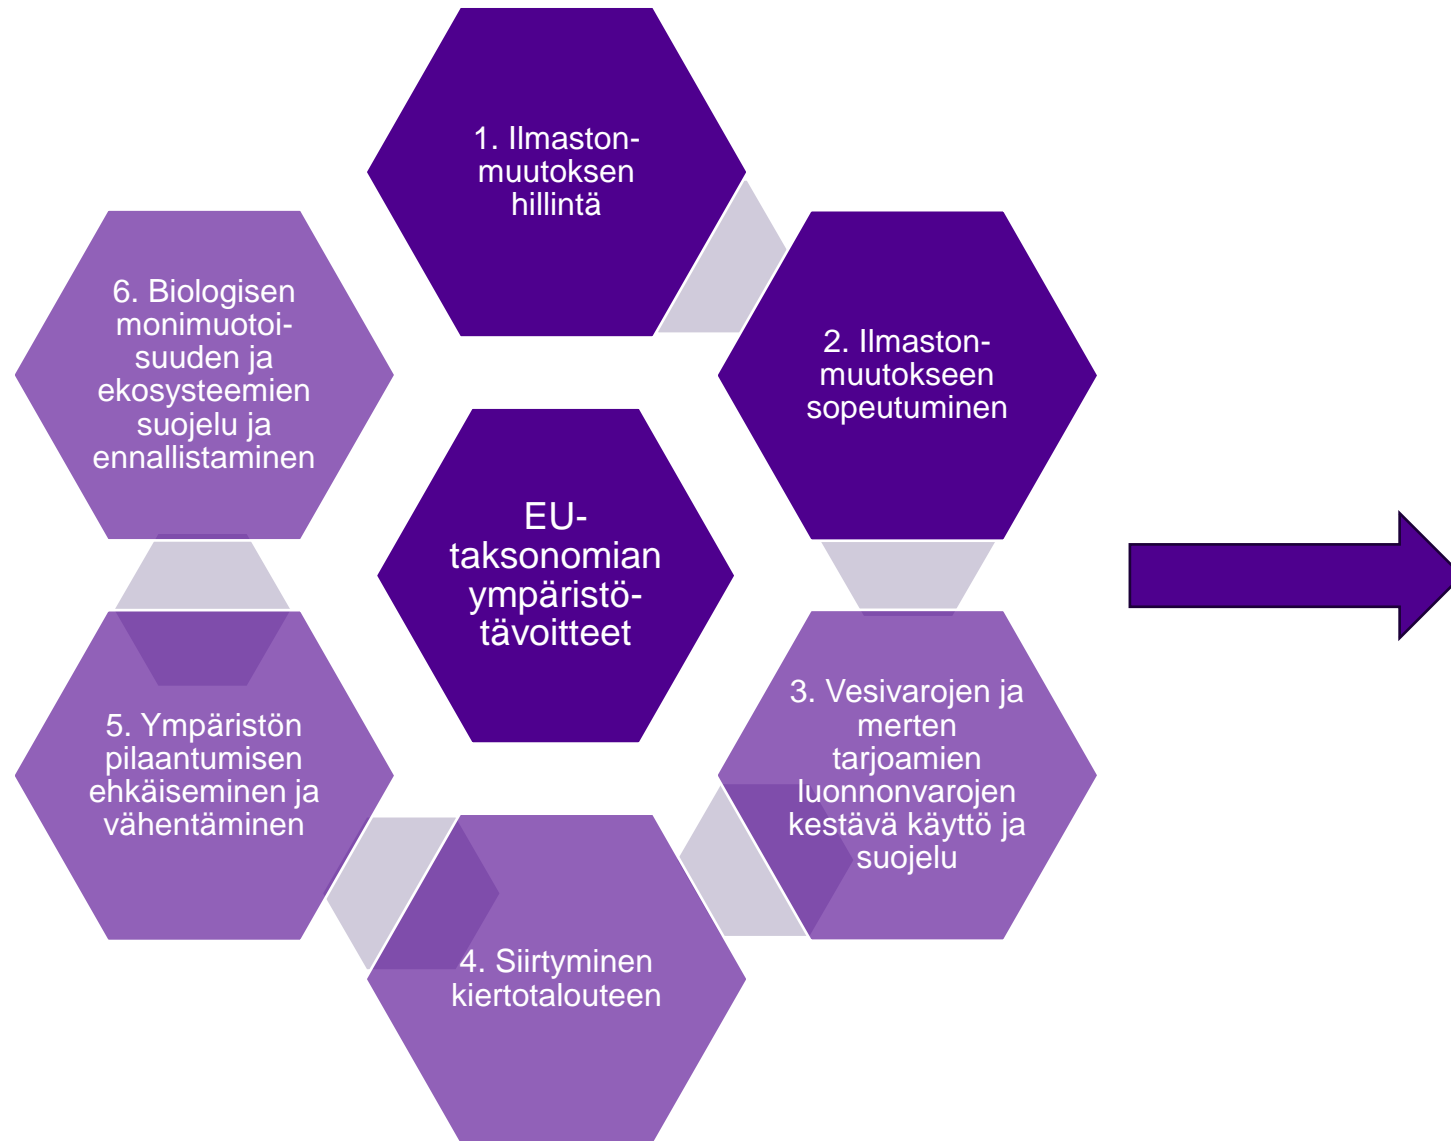 1. Ilmaston-
muutoksen
hillintä
2. Ilmaston-
muutokseen
sopeutuminen
3. Vesivarojen ja
merten
tarjoamien
luonnonvarojen
kestävä käyttö ja
suojelu
4. Siirtyminen
kiertotalouteen
5. Ympäristön
pilaantumisen
ehkäiseminen ja
vähentäminen
6. Biologisen
monimuotoi-
suuden ja
ekosysteemien
suojelu ja
ennallistaminen
EU-
taksonomian
ympäristö-
tävoitteet